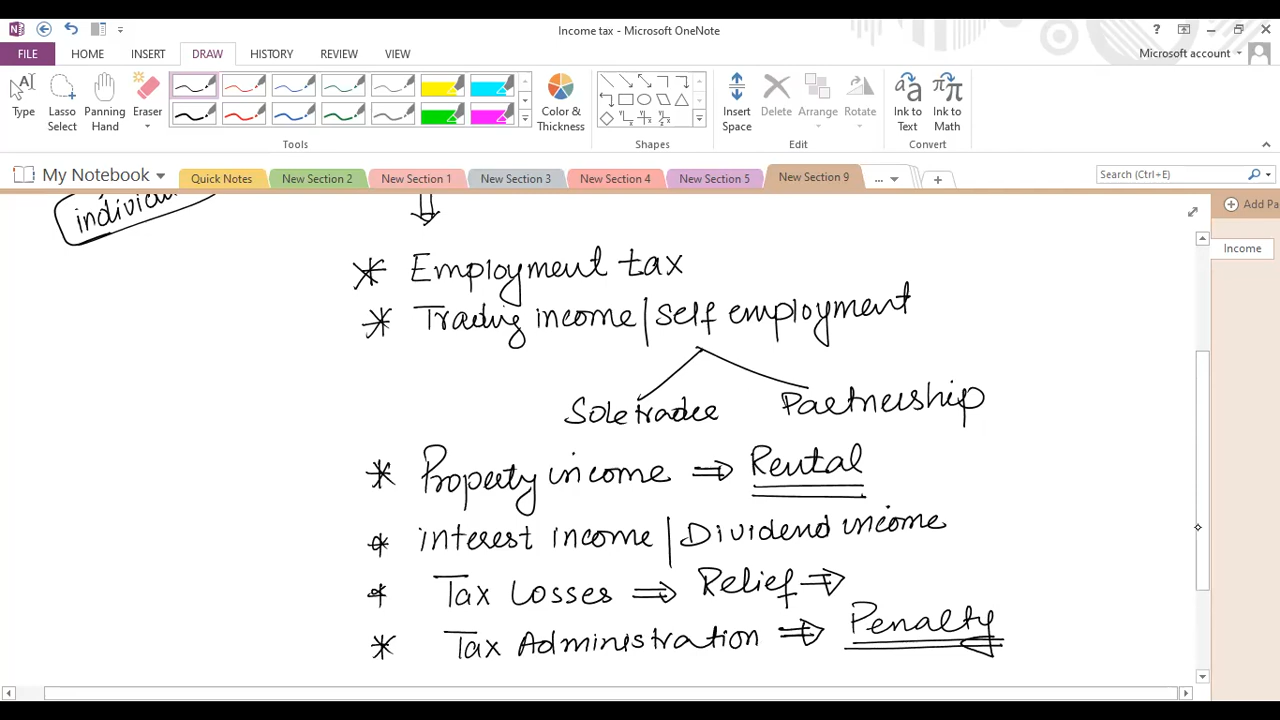 Income tax - Microsoft OneNote
FILE HOME INSERT DRAW HISTORY REVIEW VIEW
Microsoft account
Type Lasso Select Panning Hand Eraser Color & Thickness Insert Space Delete Arrange Rotate Ink to Text Ink to Math
Tools Shapes Edit Convert
My Notebook Quick Notes New Section 2 New Section 1 New Section 3 New Section 4 New Section 5 New Section 9 ... Search (Ctrl+E)
Add Pa
Income
* Employment tax
* Trading income | Self employment
Sole trader Partnership
* Property income ⇒ Rental
* interest income | Dividend income
* Tax Losses ⇒ Relief ⇒
* Tax Administration ⇒ Penalty